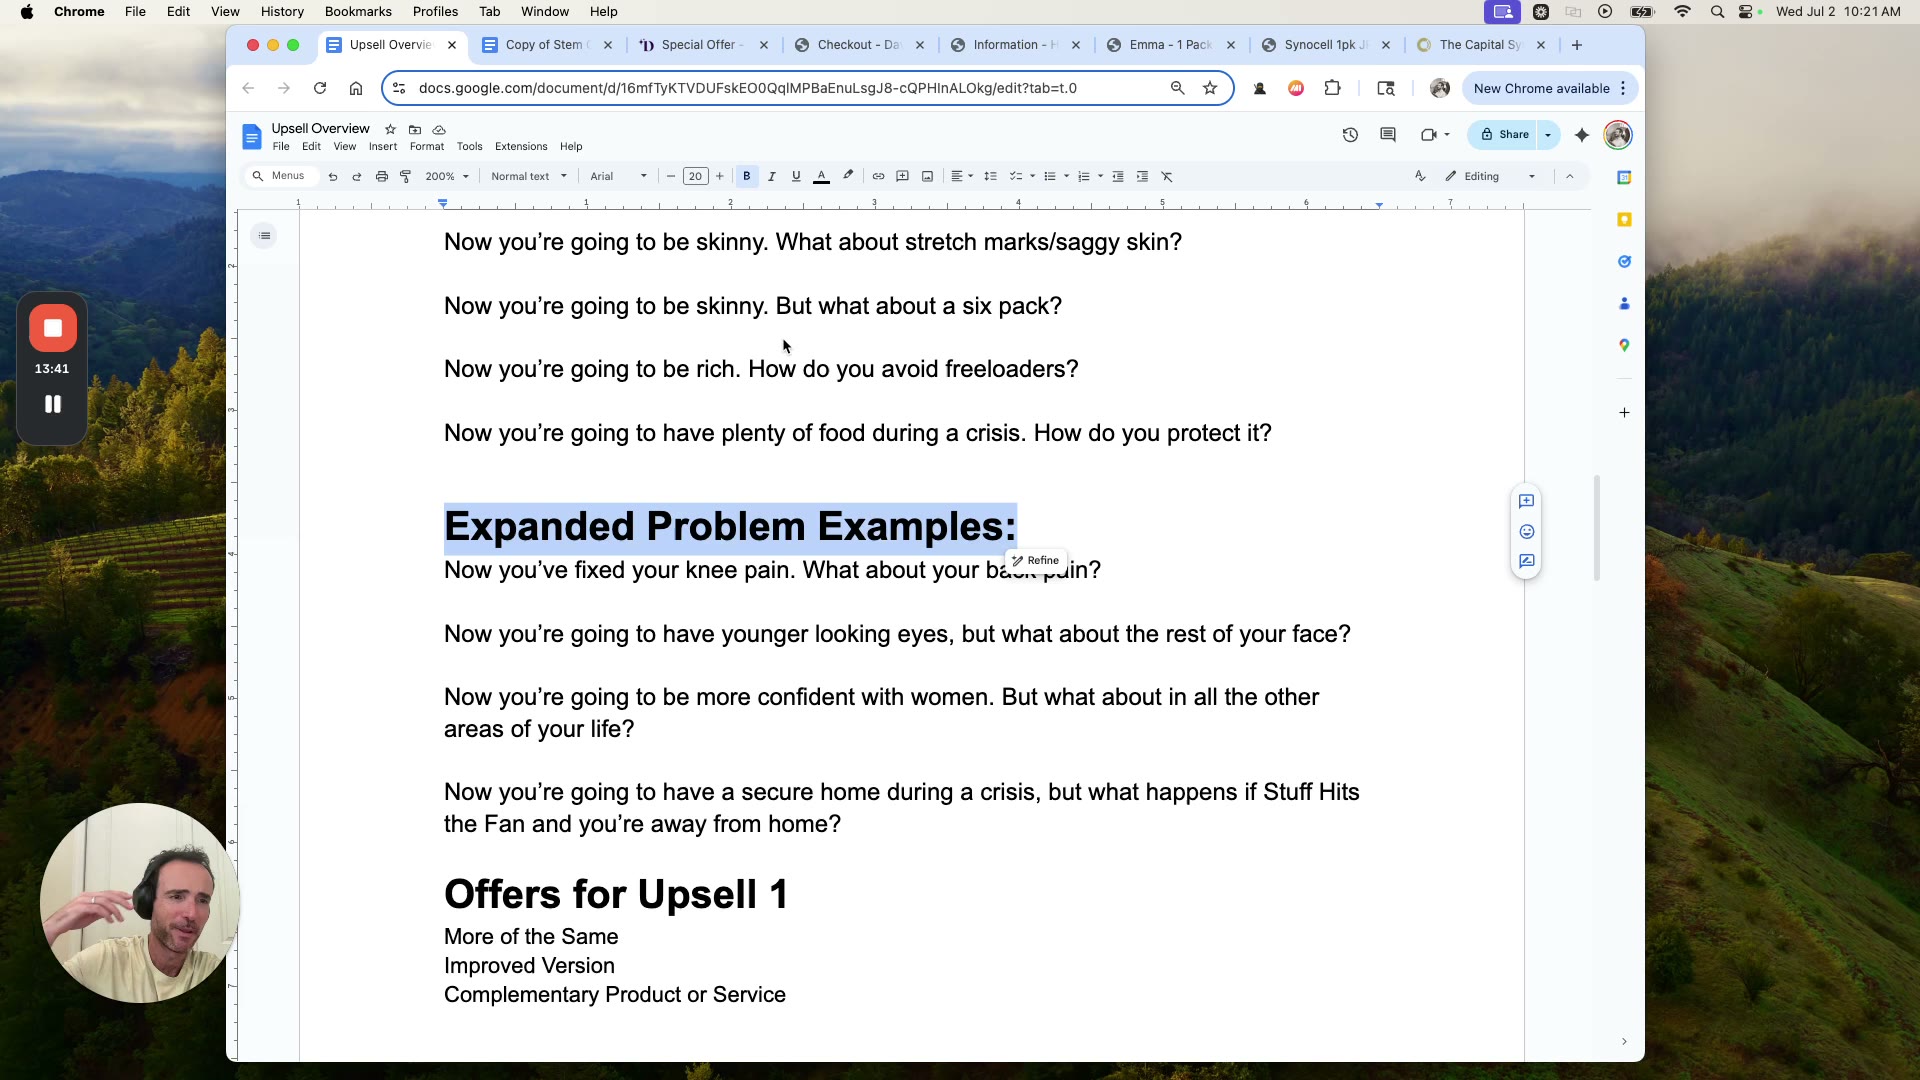 Chrome File Edit View History Bookmarks Profiles Tab Window Help Wed Jul 2 10:21 AM
Upsell Overvie Copy of Stem Special Offer - Checkout - Da Information - H Emma - 1 Pack Synocell 1pk The Capital Sy
docs.google.com/document/d/16mfTyKTVDUFskEO0QqlMPBaEnuLsgJ8-cQPHInALOkg/edit?tab=t.0 New Chrome available
Upsell Overview
File Edit View Insert Format Tools Extensions Help
Share
Menus 200% Normal text Arial 20 B I U A Editing
1 1 2 3 4 5 6 7
Now you're going to be skinny. What about stretch marks/saggy skin?
Now you're going to be skinny. But what about a six pack?
Now you're going to be rich. How do you avoid freeloaders?
13:41
Now you're going to have plenty of food during a crisis. How do you protect it?
Expanded Problem Examples:
Refine
Now you've fixed your knee pain. What about your back pain?
Now you're going to have younger looking eyes, but what about the rest of your face?
Now you're going to be more confident with women. But what about in all the other
areas of your life?
Now you're going to have a secure home during a crisis, but what happens if Stuff Hits
the Fan and you're away from home?
Offers for Upsell 1
More of the Same
Improved Version
Complementary Product or Service